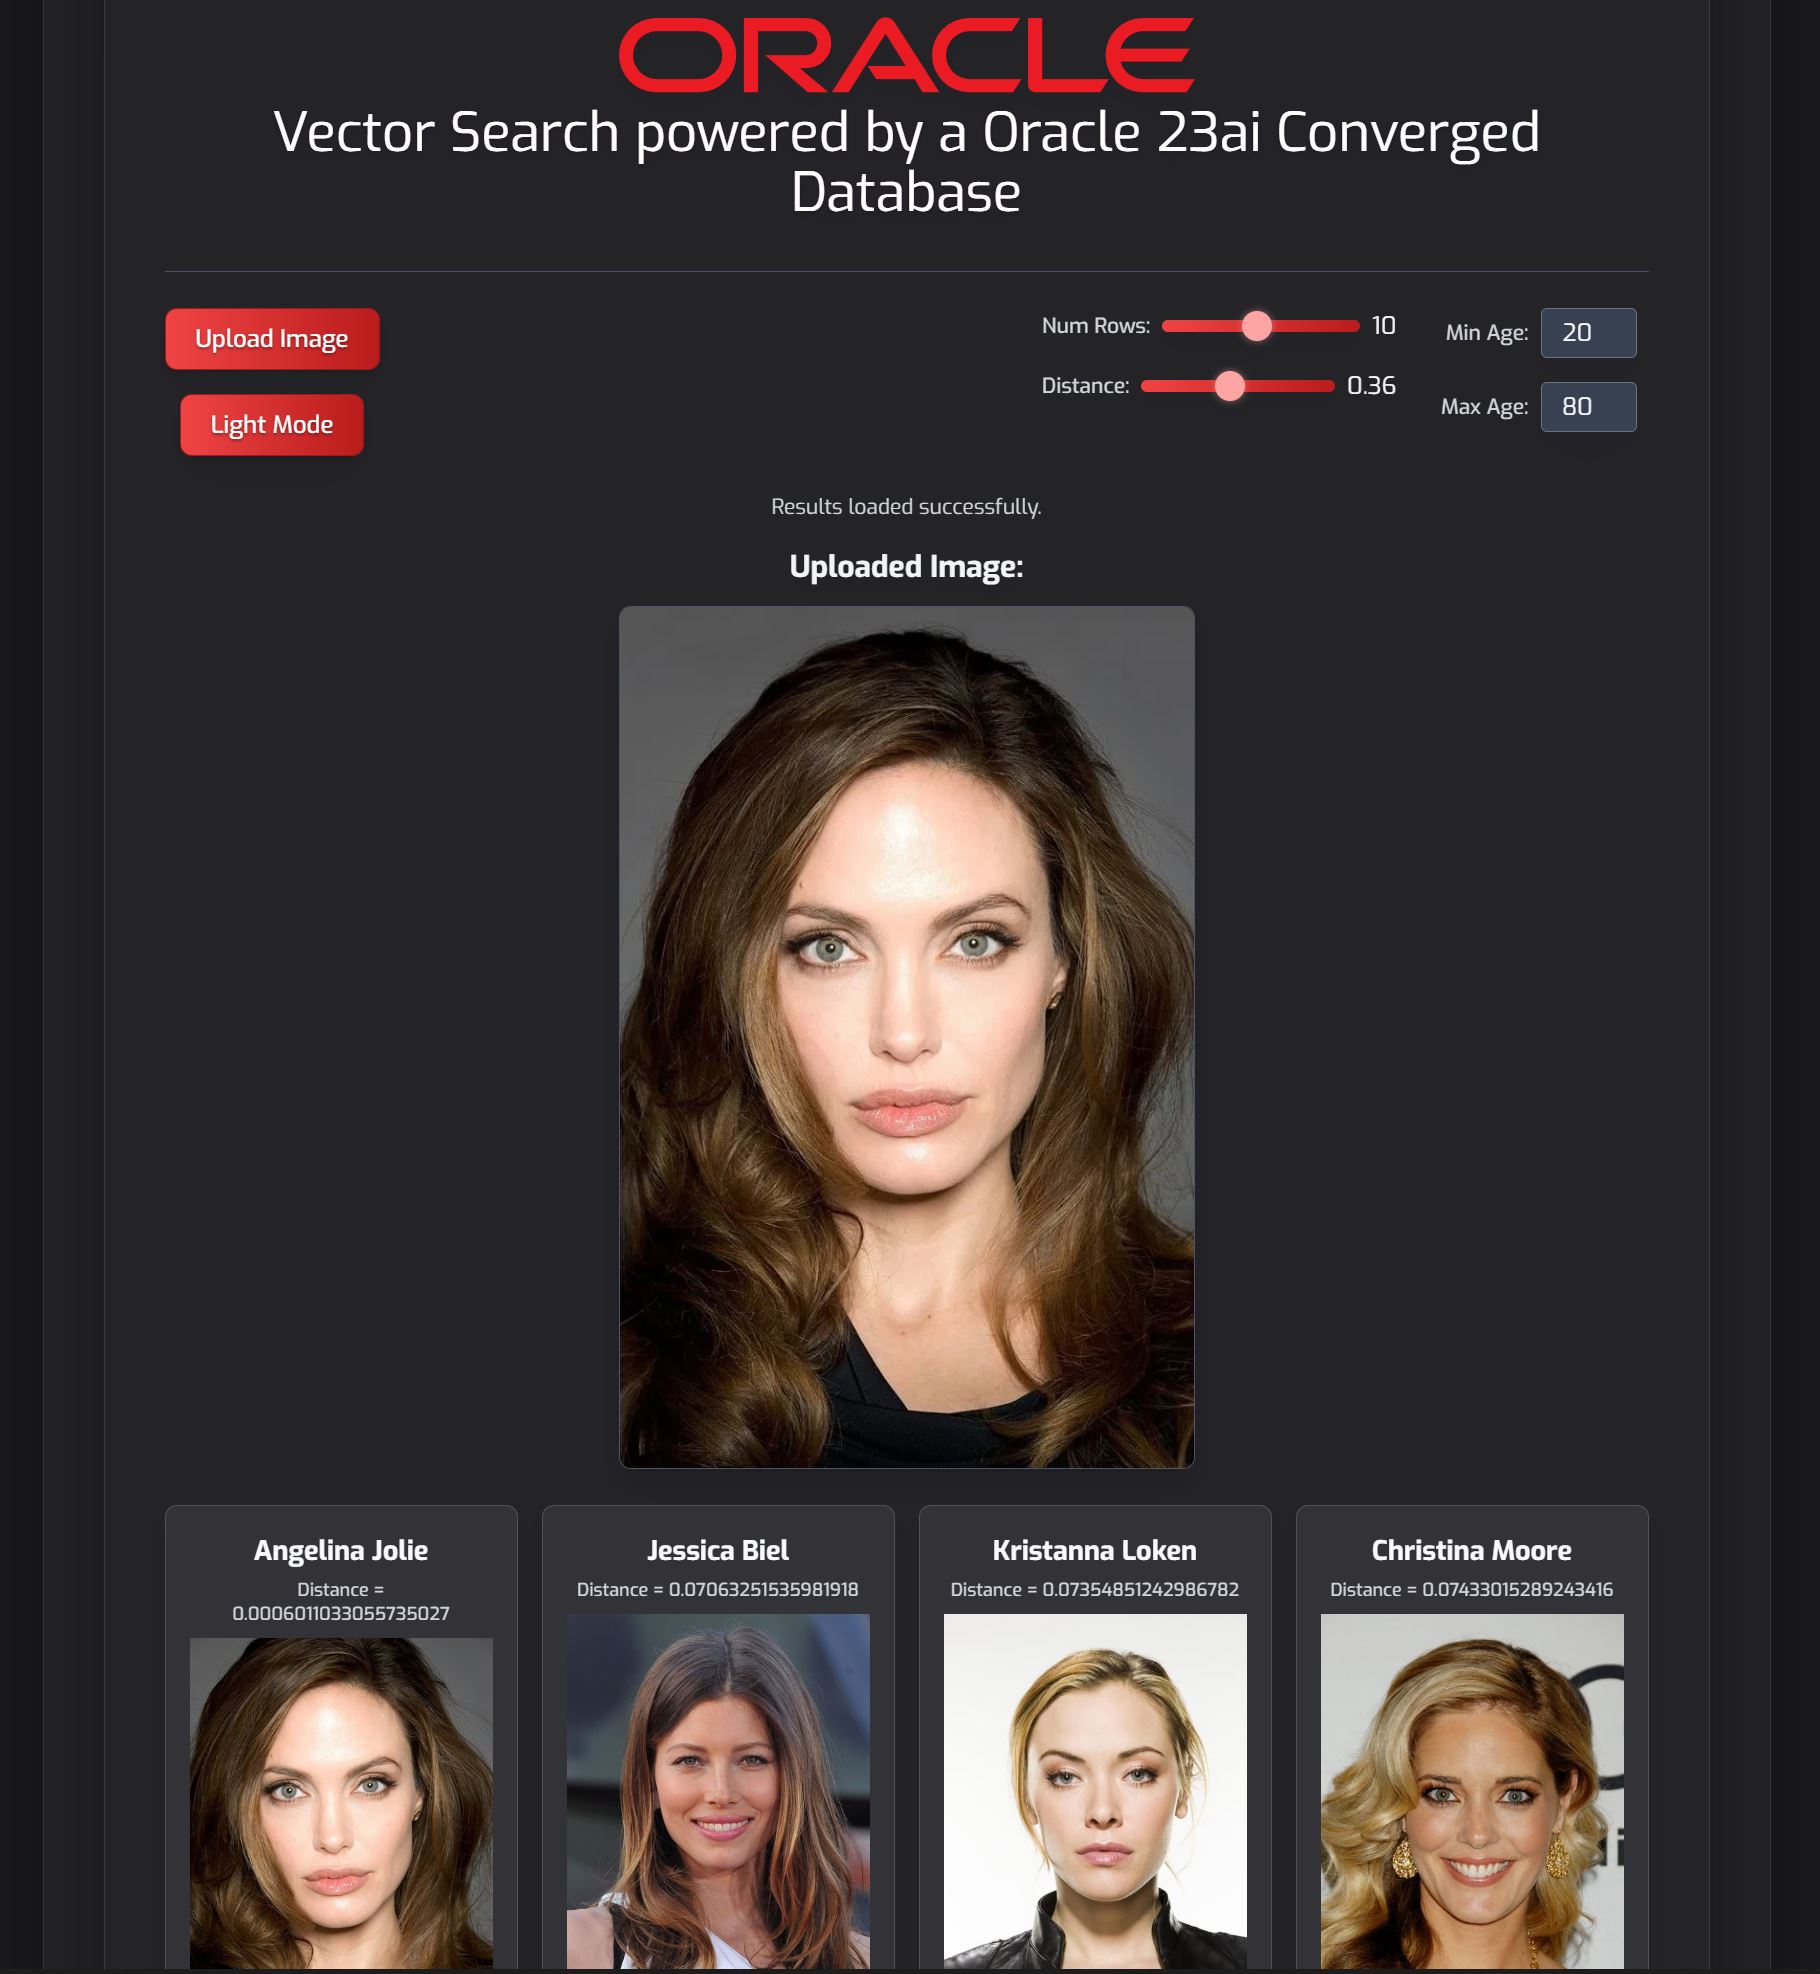 ORACLE
Vector Search powered by a Oracle 23ai Converged
Database
Upload Image
Light Mode
Num Rows: 10
Distance: 0.36
Min Age: 20
Max Age: 80
Results loaded successfully.
Uploaded Image:
Angelina Jolie
Distance =
0.0006011033055735027
Jessica Biel
Distance = 0.07063251535981918
Kristanna Loken
Distance = 0.07354851242986782
Christina Moore
Distance = 0.07433015289243416